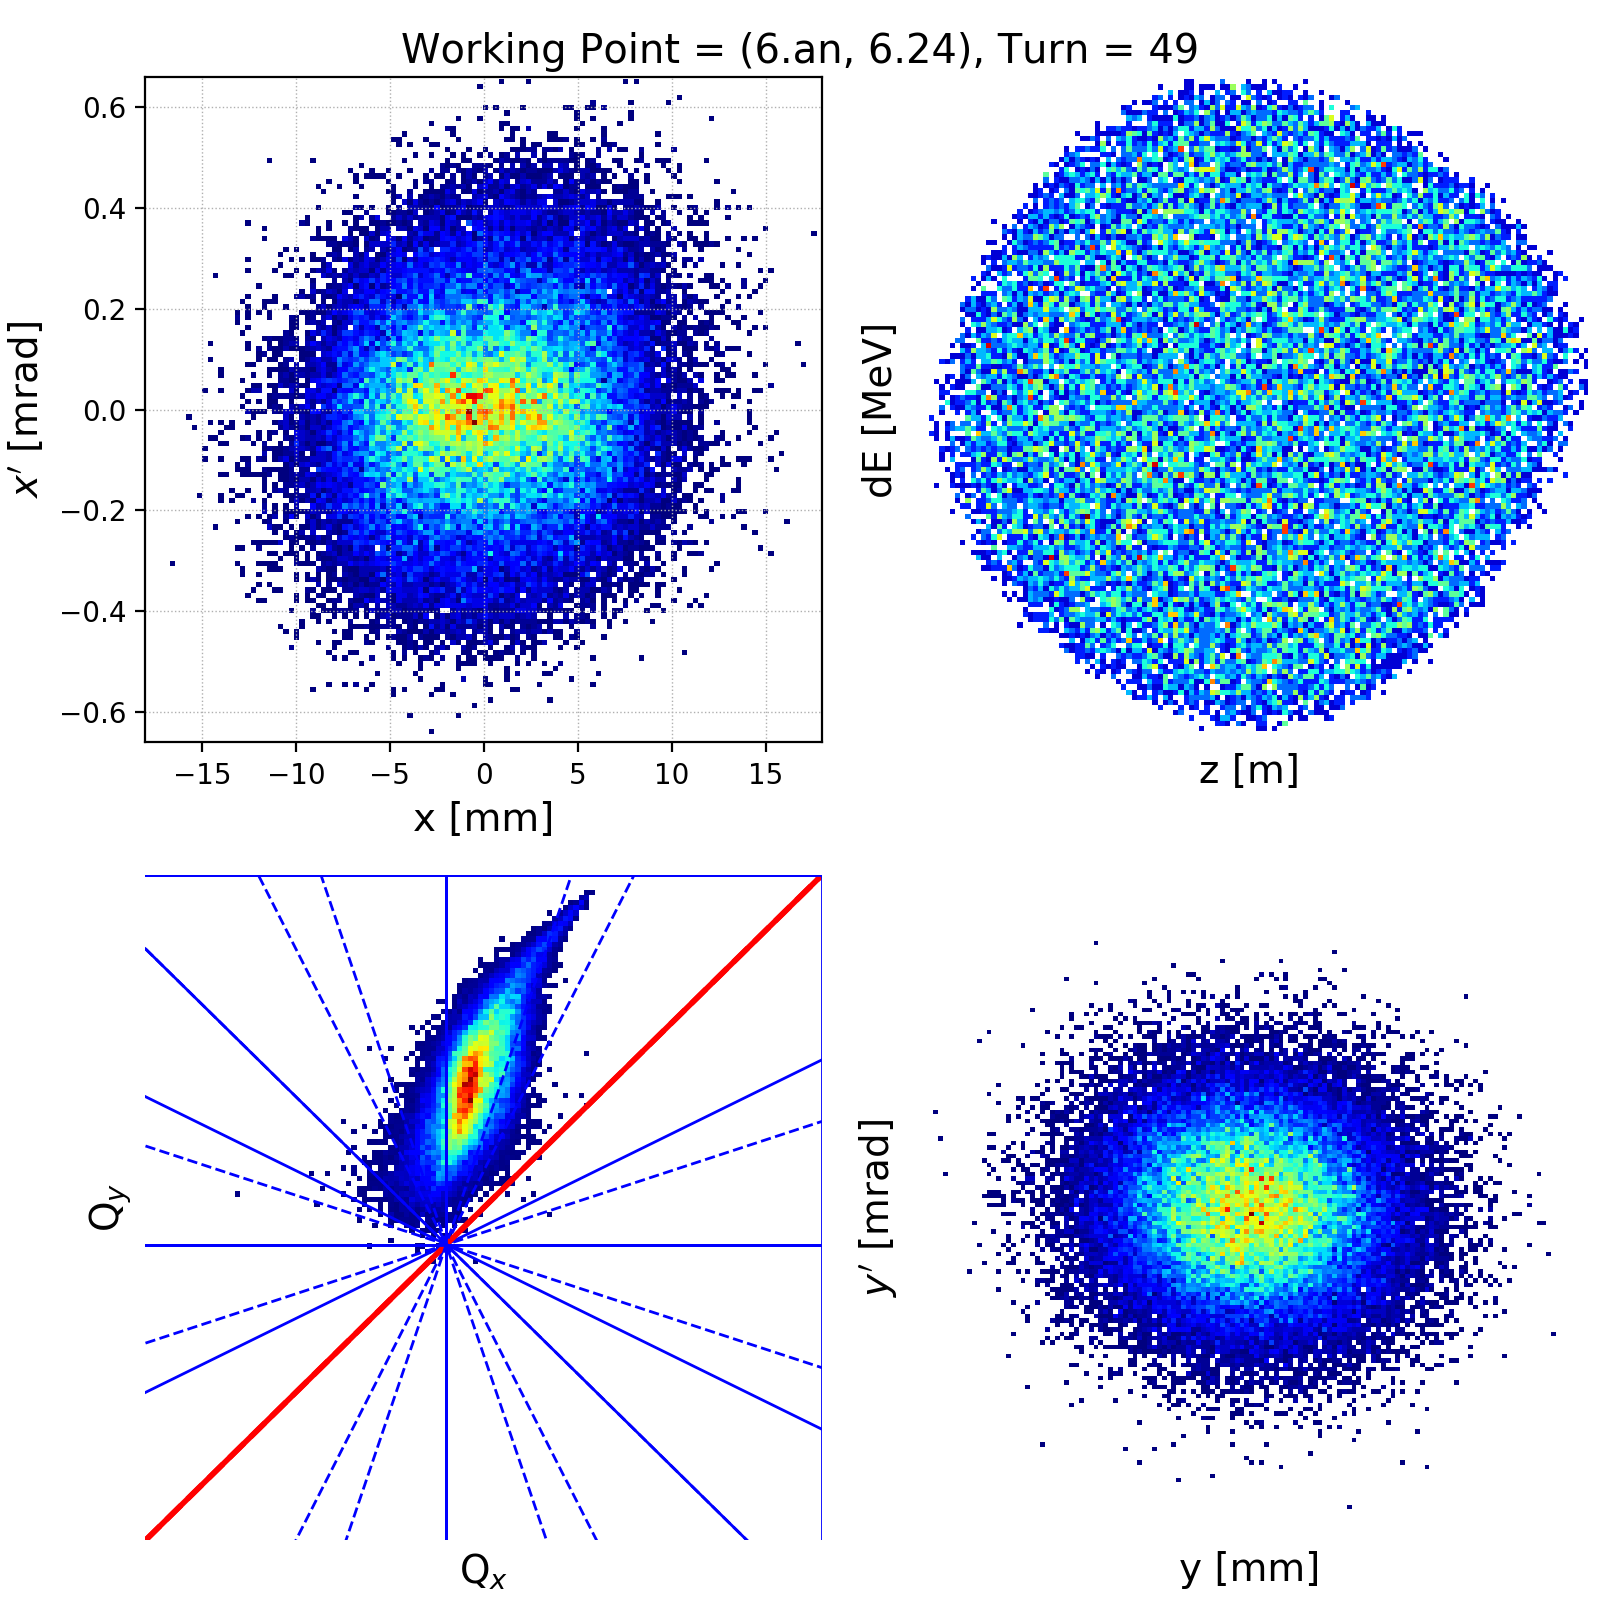 Working Point = (6.an, 6.24), Turn = 49
0.6
0.4
0.2
0.0
−0.2
−0.4
−0.6
x′ [mrad]
−15 −10 −5 0 5 10 15
x [mm]
dE [MeV]
z [m]
Qy
Qx
y′ [mrad]
y [mm]